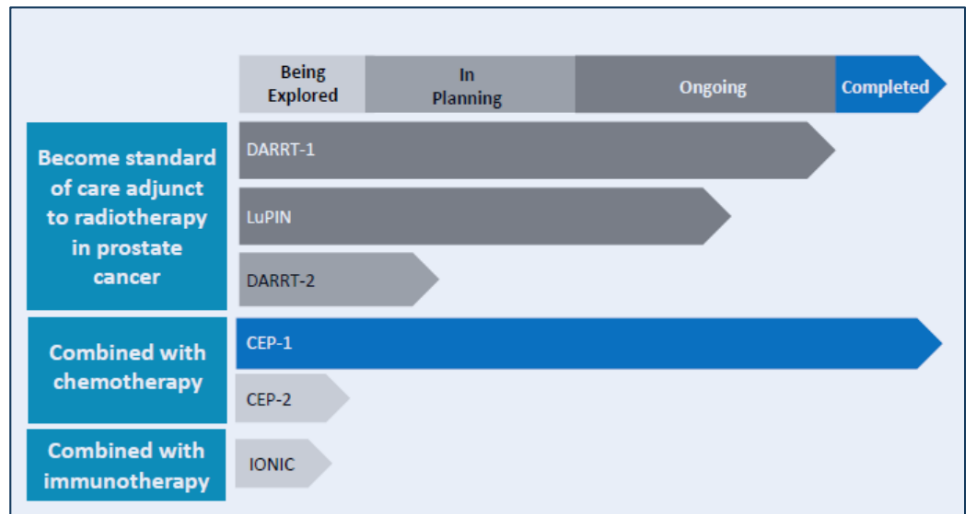 Being
Explored
In
Planning
Ongoing
Completed
Become standard
of care adjunct
to radiotherapy
in prostate
cancer
DARRT-1
LuPIN
DARRT-2
Combined with
chemotherapy
CEP-1
CEP-2
Combined with
immunotherapy
IONIC